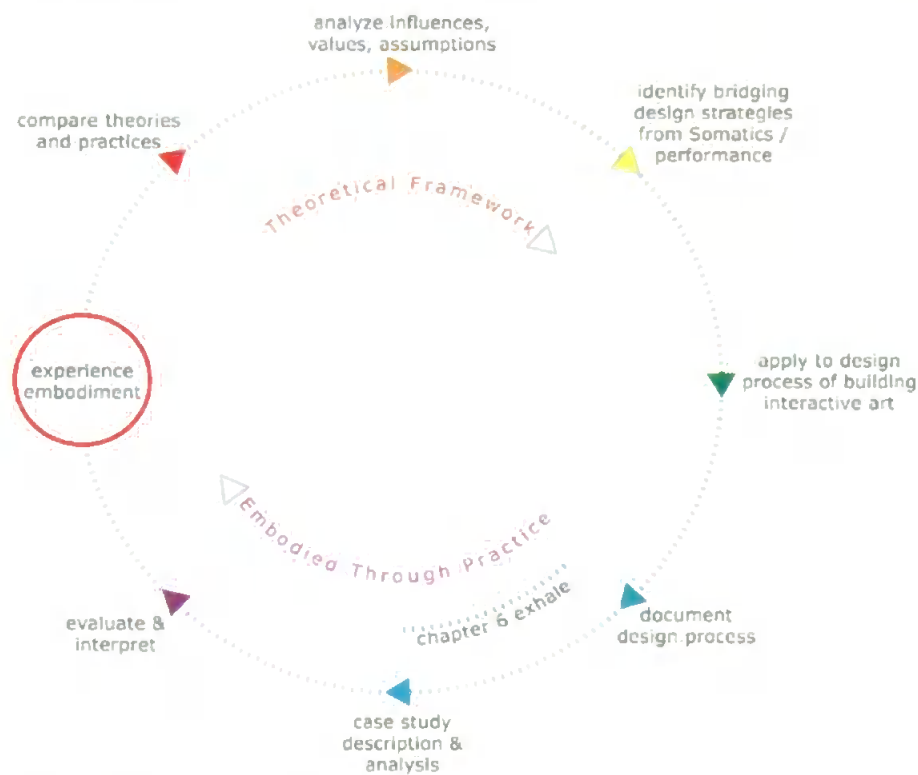 analyze influences,
values, assumptions
identify bridging
design strategies
from Somatics /
performance
compare theories
and practices
Theoretical Framework
experience
embodiment
apply to design
process of building
interactive art
Embodied Through Practice
chapter 6 exhale
document
design process
evaluate &
interpret
case study
description &
analysis